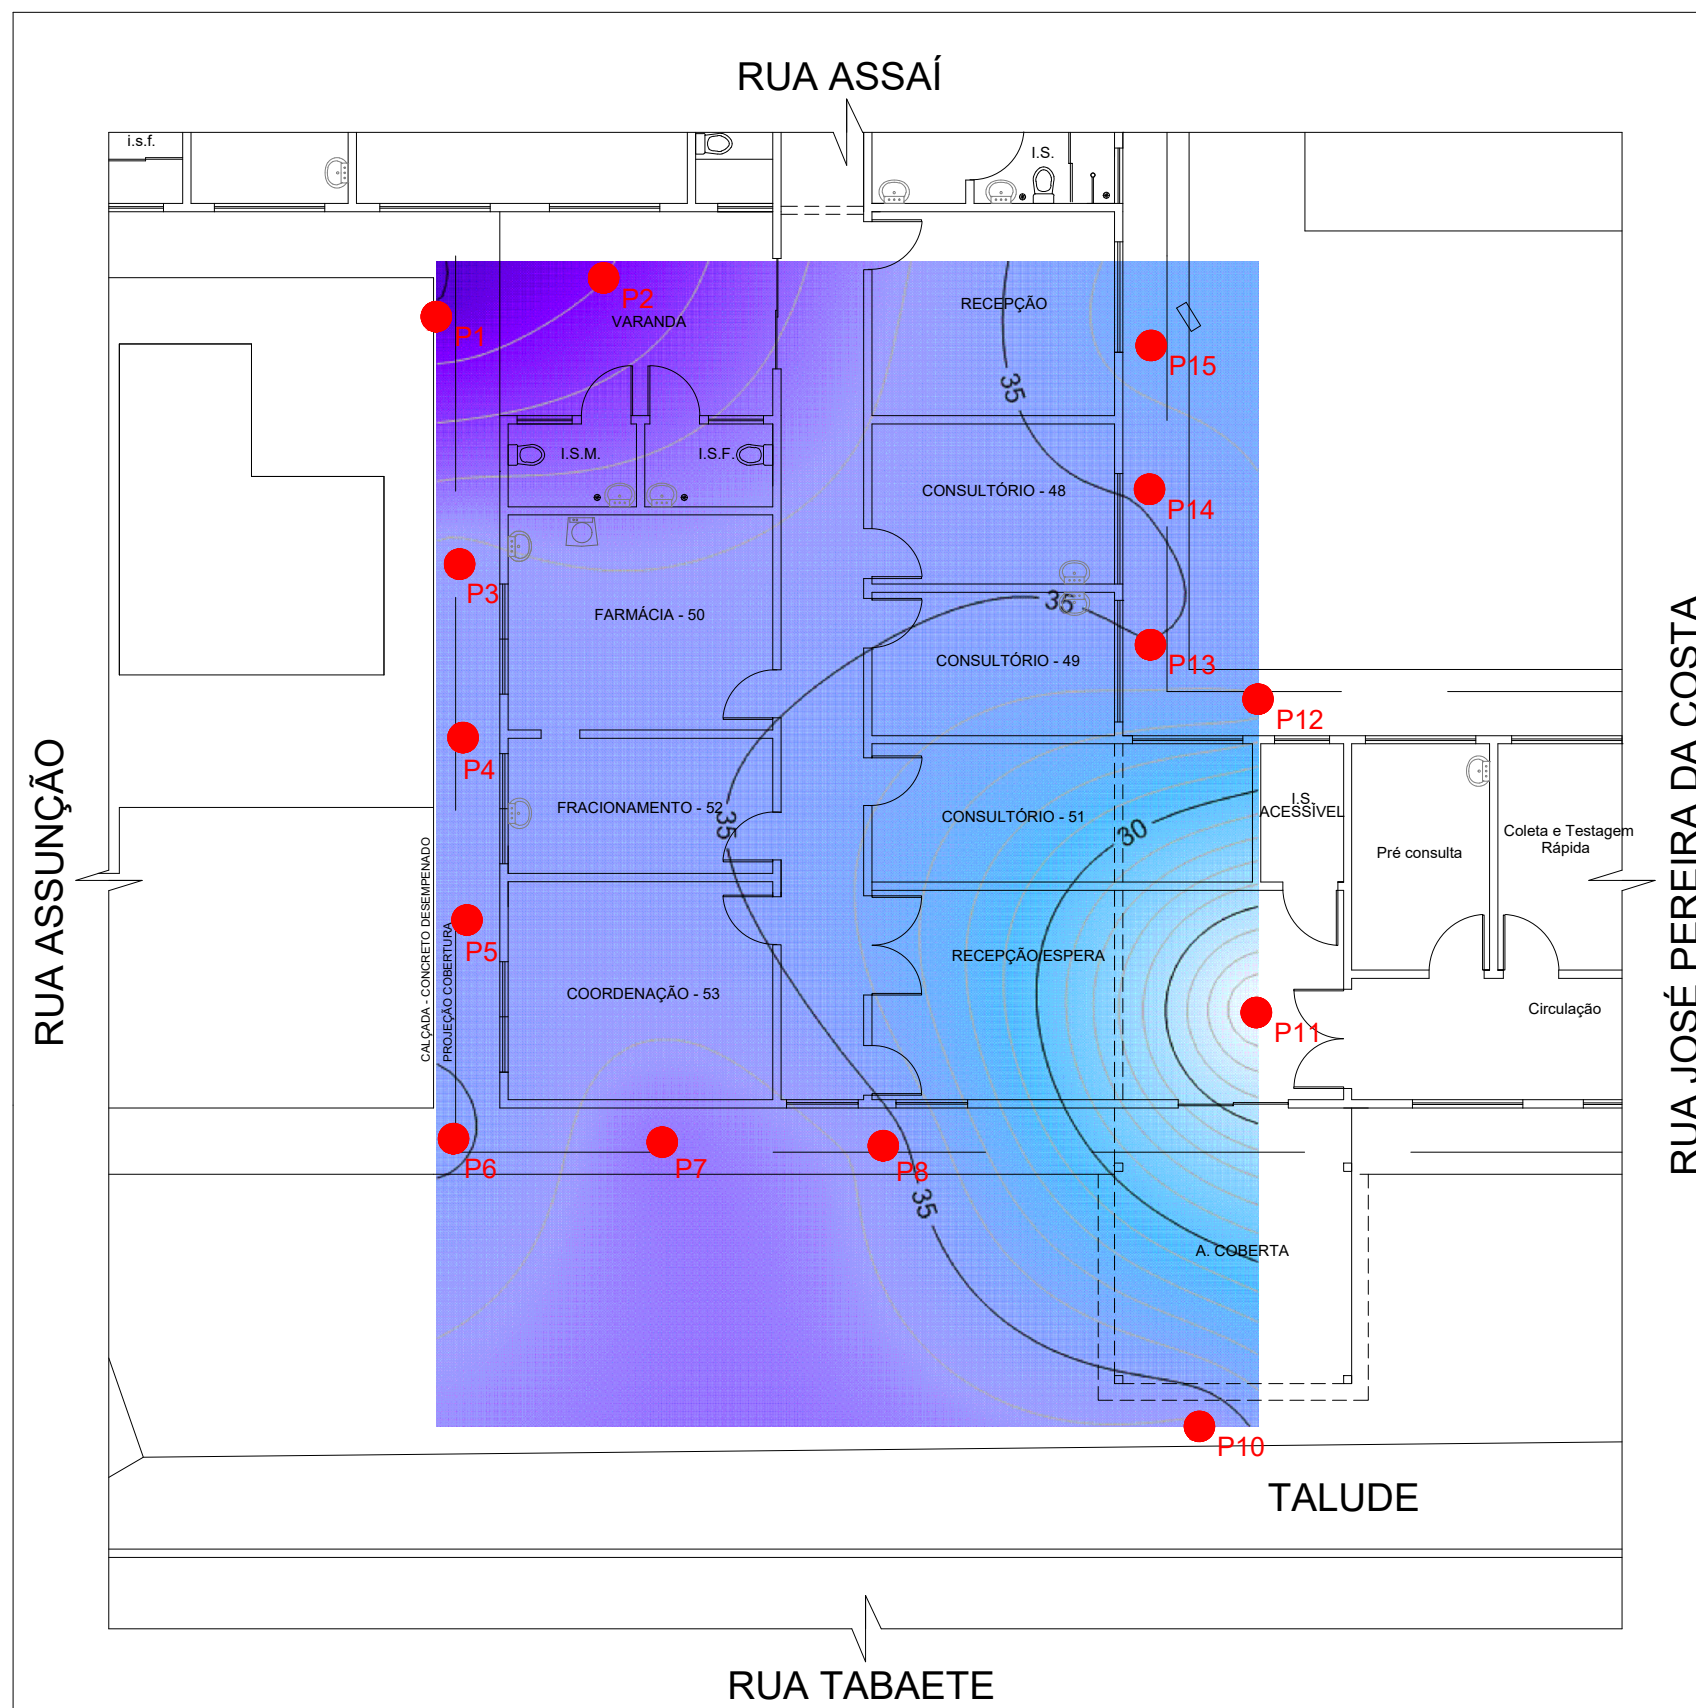 RUA ASSAÍ
i.s.f.
I.S.
P2
VARANDA
P1
RECEPÇÃO
P15
35
I.S.M.
I.S.F.
CONSULTÓRIO - 48
P14
P3
FARMÁCIA - 50
35
CONSULTÓRIO - 49
P13
P12
P4
FRACIONAMENTO - 52
35
CONSULTÓRIO - 51
30
I.S.
ACESSÍVEL
Pré consulta
Coleta e Testagem
Rápida
RUA ASSUNÇÃO
RUA JOSÉ PEREIRA DA COSTA
CALÇADA - CONCRETO DESEMPENADO
PROJEÇÃO COBERTURA
P5
COORDENAÇÃO - 53
RECEPÇÃO/ESPERA
P11
Circulação
P6
P7
P8
35
A. COBERTA
P10
TALUDE
RUA TABAETE